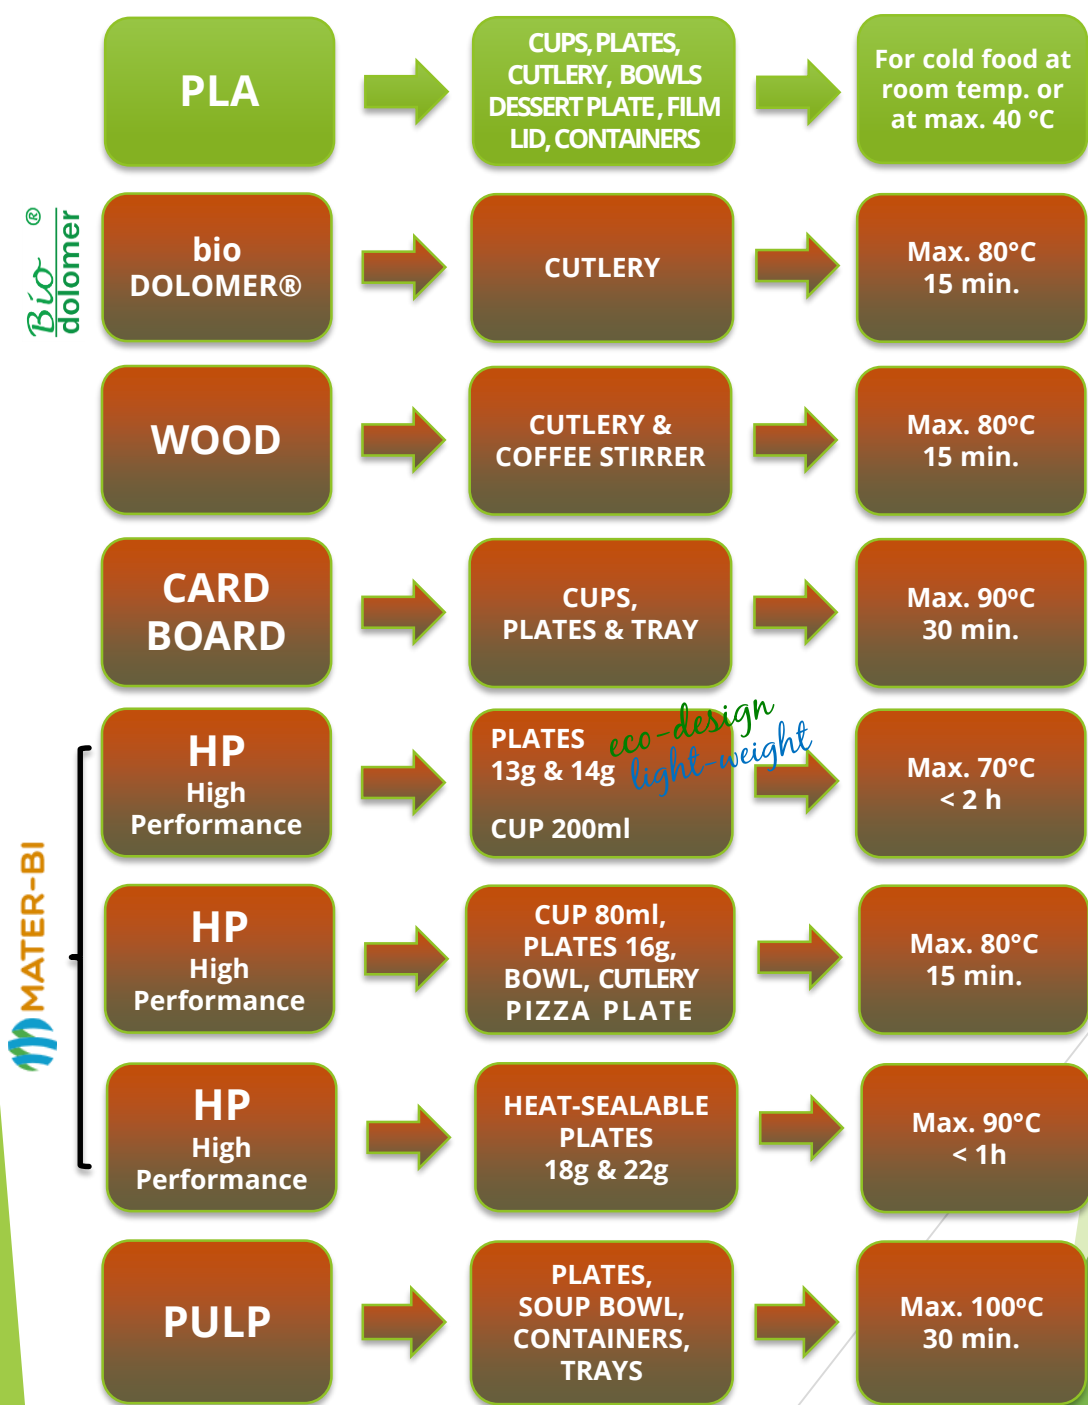 PLA
CUPS, PLATES,
CUTLERY, BOWLS
DESSERT PLATE, FILM
LID, CONTAINERS
For cold food at
room temp. or
at max. 40 °C
Bio ®
dolomer
bio
DOLOMER®
CUTLERY
Max. 80°C
15 min.
WOOD
CUTLERY &
COFFEE STIRRER
Max. 80ºC
15 min.
CARD
BOARD
CUPS,
PLATES & TRAY
Max. 90ºC
30 min.
MATER-BI
HP
High
Performance
PLATES
13g & 14g
CUP 200ml
eco-design
light-weight
Max. 70°C
< 2 h
HP
High
Performance
CUP 80ml,
PLATES 16g,
BOWL, CUTLERY
PIZZA PLATE
Max. 80°C
15 min.
HP
High
Performance
HEAT-SEALABLE
PLATES
18g & 22g
Max. 90°C
< 1h
PULP
PLATES,
SOUP BOWL,
CONTAINERS,
TRAYS
Max. 100ºC
30 min.